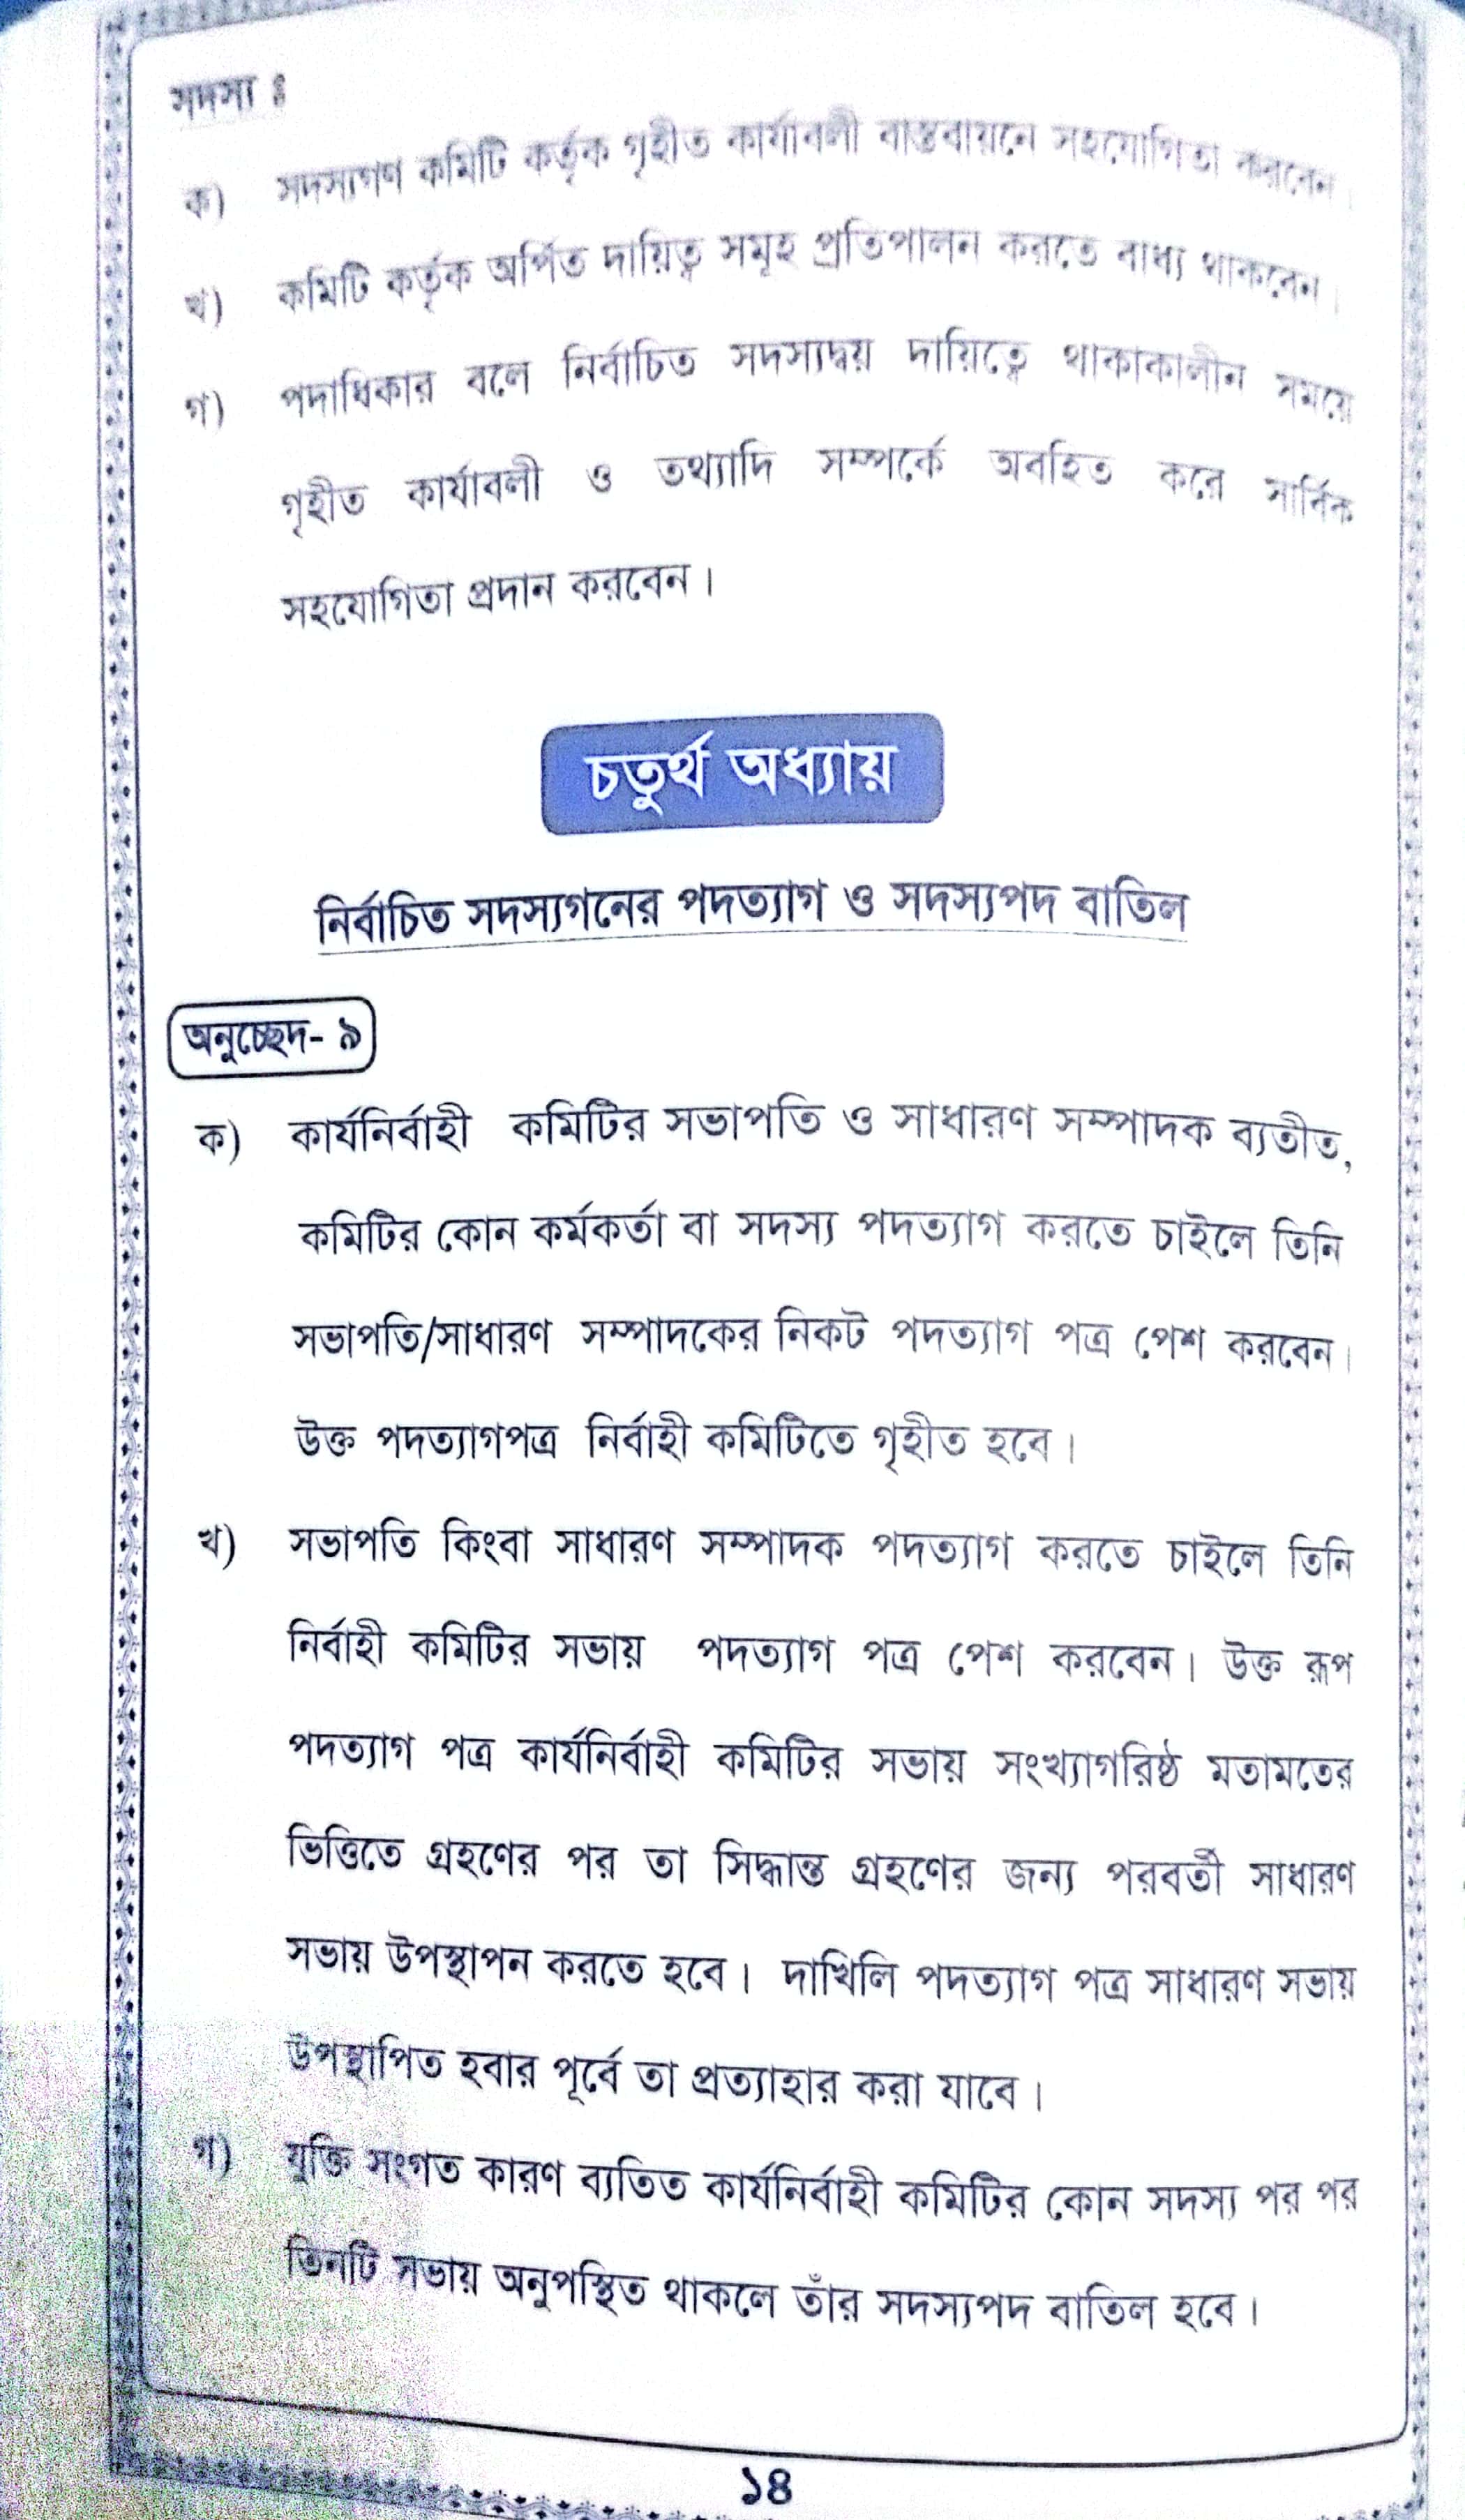 সদস্য ঃ
ক) সদস্যগণ কমিটি কর্তৃক গৃহীত কার্যাবলী বাস্তবায়নে সহযোগিতা করবেন।
খ) কমিটি কর্তৃক অর্পিত দায়িত্ব সমূহ প্রতিপালন করতে বাধ্য থাকবেন।
গ) পদাধিকার বলে নির্বাচিত সদস্যদ্বয় দায়িত্বে থাকাকালীন সময়ে
গৃহীত কার্যাবলী ও তথ্যাদি সম্পর্কে অবহিত করে সার্বিক
সহযোগিতা প্রদান করবেন।
চতুর্থ অধ্যায়
নির্বাচিত সদস্যগনের পদত্যাগ ও সদস্যপদ বাতিল
অনুচ্ছেদ- ৯
ক) কার্যনির্বাহী কমিটির সভাপতি ও সাধারণ সম্পাদক ব্যতীত,
কমিটির কোন কর্মকর্তা বা সদস্য পদত্যাগ করতে চাইলে তিনি
সভাপতি/সাধারণ সম্পাদকের নিকট পদত্যাগ পত্র পেশ করবেন।
উক্ত পদত্যাগপত্র নির্বাহী কমিটিতে গৃহীত হবে।
খ) সভাপতি কিংবা সাধারণ সম্পাদক পদত্যাগ করতে চাইলে তিনি
নির্বাহী কমিটির সভায় পদত্যাগ পত্র পেশ করবেন। উক্ত রূপ
পদত্যাগ পত্র কার্যনির্বাহী কমিটির সভায় সংখ্যাগরিষ্ঠ মতামতের
ভিত্তিতে গ্রহণের পর তা সিদ্ধান্ত গ্রহণের জন্য পরবর্তী সাধারণ
সভায় উপস্থাপন করতে হবে। দাখিলি পদত্যাগ পত্র সাধারণ সভায়
উপস্থাপিত হবার পূর্বে তা প্রত্যাহার করা যাবে।
গ) যুক্তি সংগত কারণ ব্যতিত কার্যনির্বাহী কমিটির কোন সদস্য পর পর
তিনটি সভায় অনুপস্থিত থাকলে তাঁর সদস্যপদ বাতিল হবে।
১৪